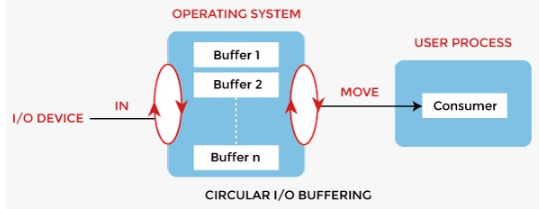 OPERATING SYSTEM
Buffer 1
Buffer 2
Buffer n
I/O DEVICE
IN
MOVE
USER PROCESS
Consumer
CIRCULAR I/O BUFFERING